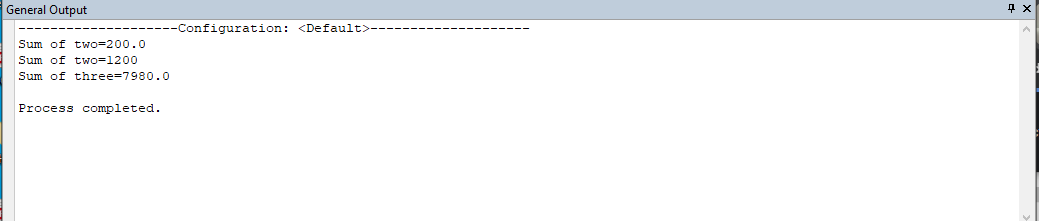 General Output
--------------------Configuration: <Default>--------------------
Sum of two=200.0
Sum of two=1200
Sum of three=7980.0
Process completed.